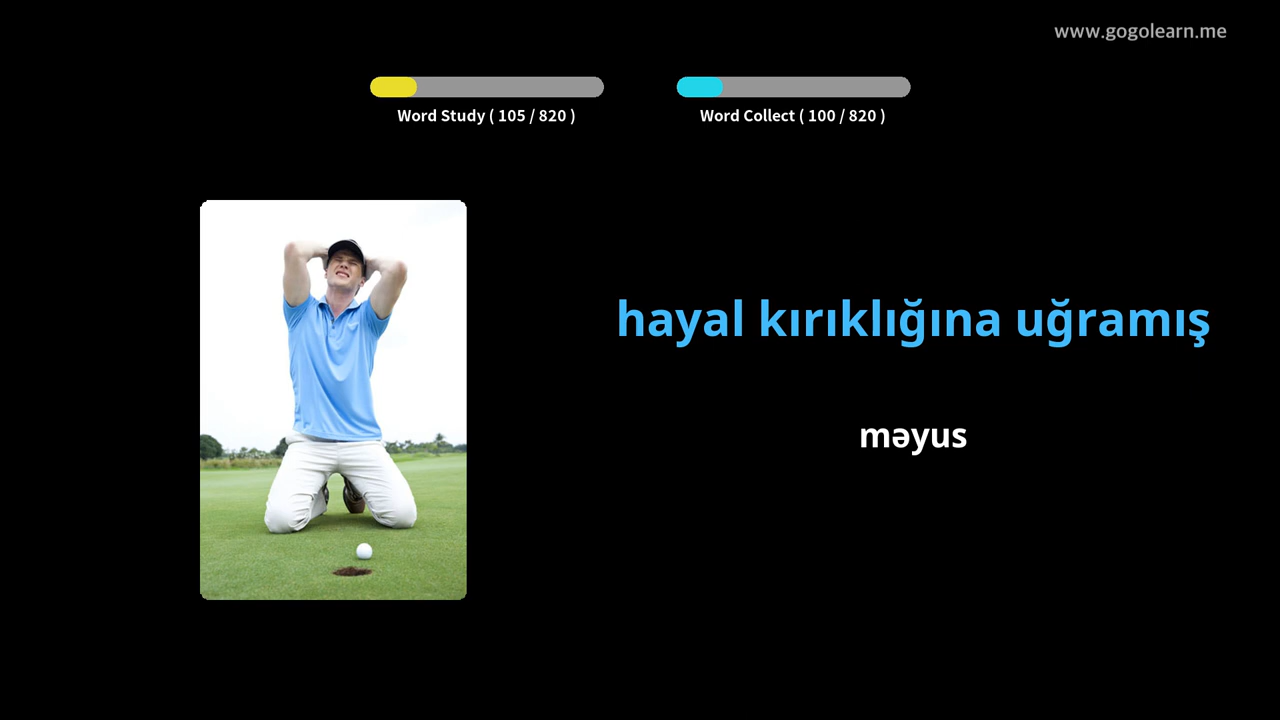 www.gogolearn.me
Word Study ( 105 / 820 )
Word Collect ( 100 / 820 )
hayal kırıklığına uğramış
məyus